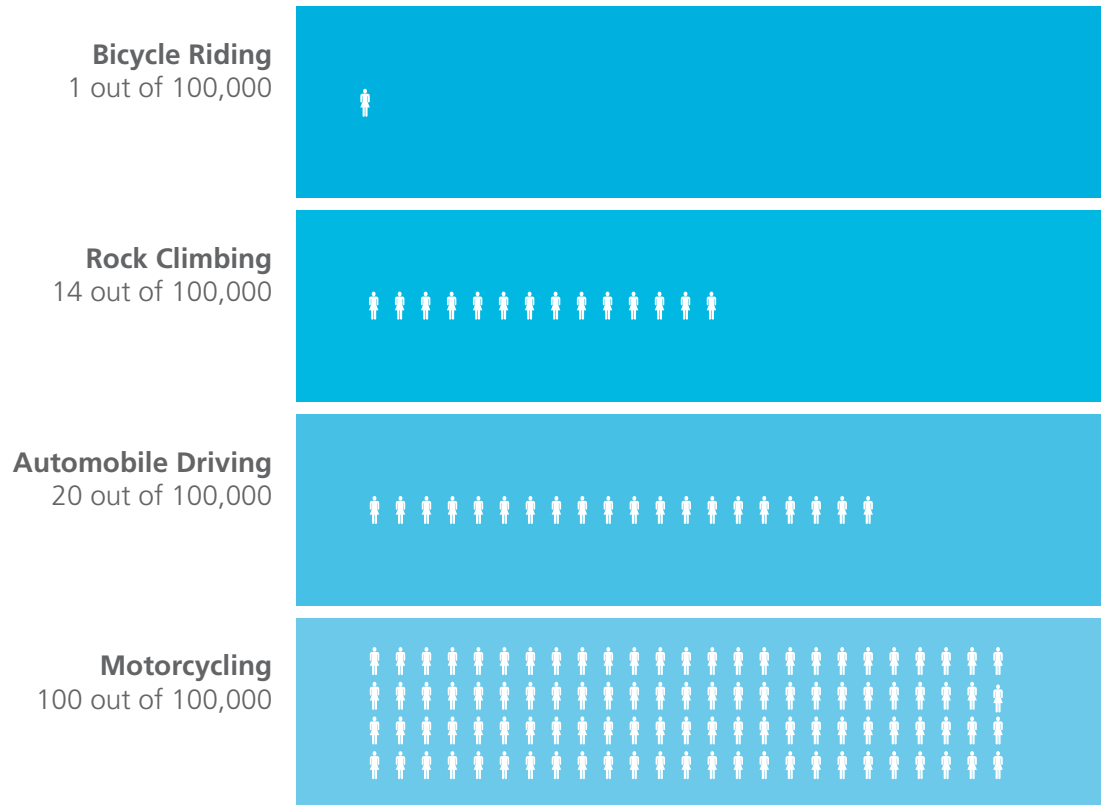 Bicycle Riding
1 out of 100,000
Rock Climbing
14 out of 100,000
Automobile Driving
20 out of 100,000
Motorcycling
100 out of 100,000